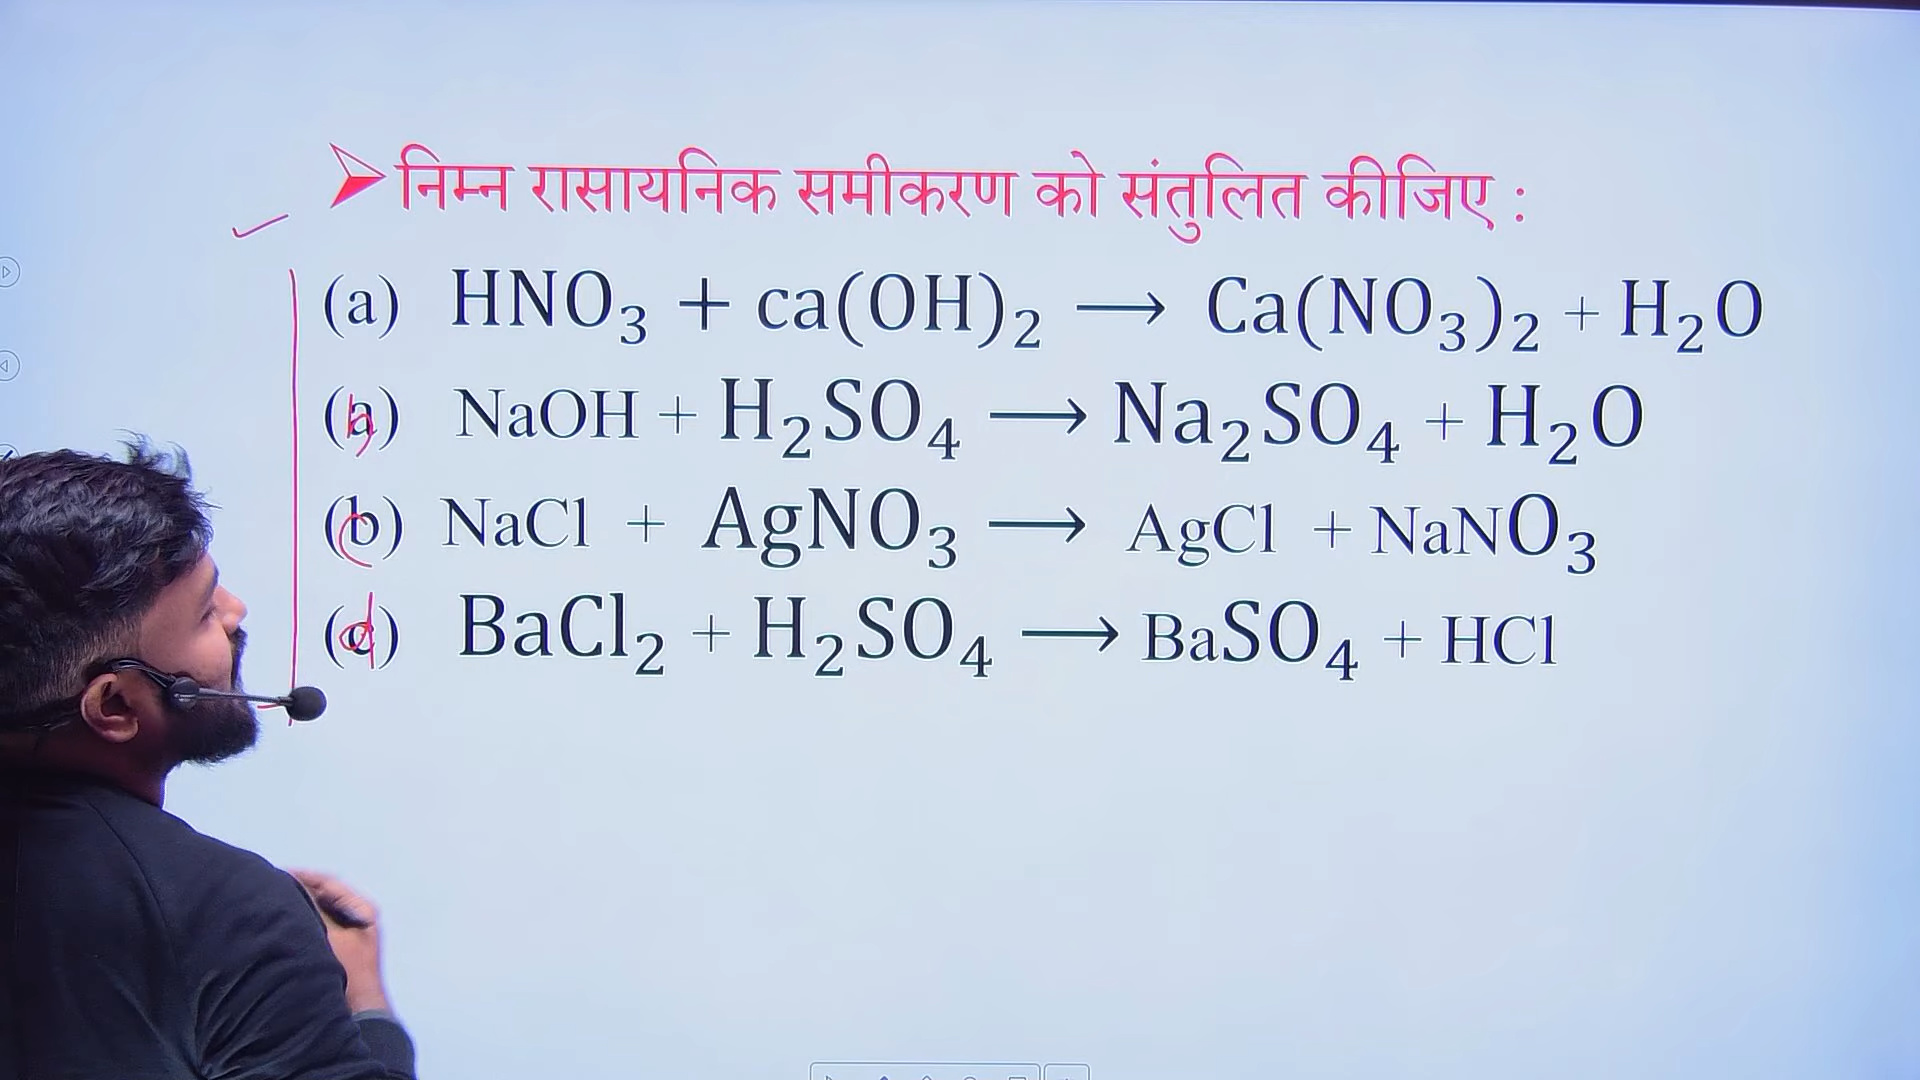 निम्न रासायनिक समीकरण को संतुलित कीजिए :
(a) HNO₃ + ca(OH)₂ → Ca(NO₃)₂ + H₂O
(b) NaOH + H₂SO₄ → Na₂SO₄ + H₂O
(c) NaCl + AgNO₃ → AgCl + NaNO₃
(d) BaCl₂ + H₂SO₄ → BaSO₄ + HCl